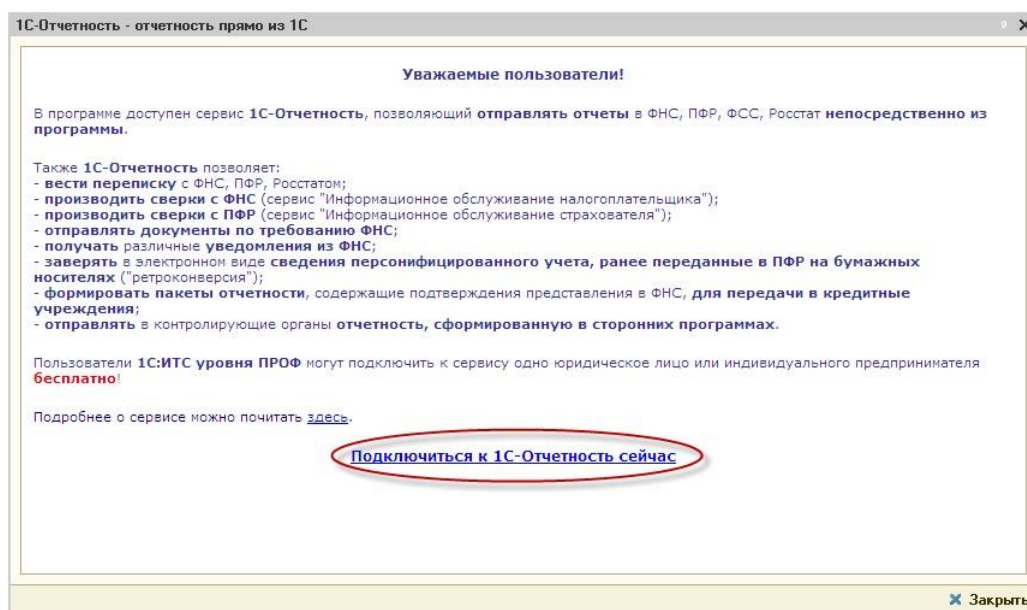 1С-Отчетность - отчетность прямо из 1С
Уважаемые пользователи!
В программе доступен сервис 1С-Отчетность, позволяющий отправлять отчеты в ФНС, ПФР, ФСС, Росстат непосредственно из
программы.
Также 1С-Отчетность позволяет:
- вести переписку с ФНС, ПФР, Росстатом;
- производить сверки с ФНС (сервис "Информационное обслуживание налогоплательщика");
- производить сверки с ПФР (сервис "Информационное обслуживание страхователя");
- отправлять документы по требованию ФНС;
- получать различные уведомления из ФНС;
- заверять в электронном виде сведения персонифицированного учета, ранее переданные в ПФР на бумажных
носителях ("ретроконверсия");
- формировать пакеты отчетности, содержащие подтверждения представления в ФНС, для передачи в кредитные
учреждения;
- отправлять в контролирующие органы отчетность, сформированную в сторонних программах.
Пользователи 1С:ИТС уровня ПРОФ могут подключить к сервису одно юридическое лицо или индивидуального предпринимателя
бесплатно!
Подробнее о сервисе можно почитать здесь.
Подключиться к 1С-Отчетность сейчас
Закрыть